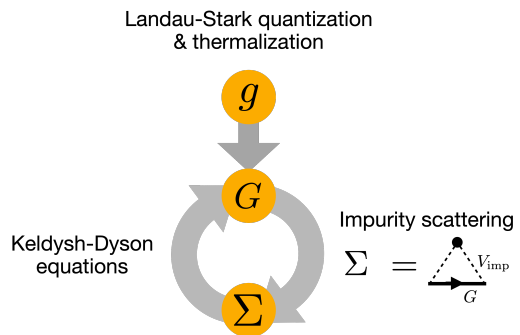 Landau-Stark quantization
& thermalization
g
G
Keldysh-Dyson
equations
Impurity scattering
Σ = V_imp
G
Σ